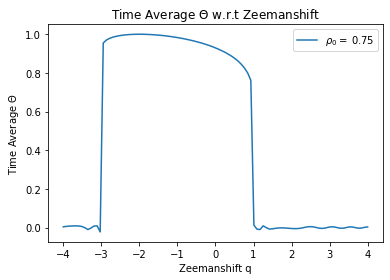 Time Average Θ w.r.t Zeemanshift
ρ₀ = 0.75
Time Average Θ
1.0
0.8
0.6
0.4
0.2
0.0
−4 −3 −2 −1 0 1 2 3 4
Zeemanshift q